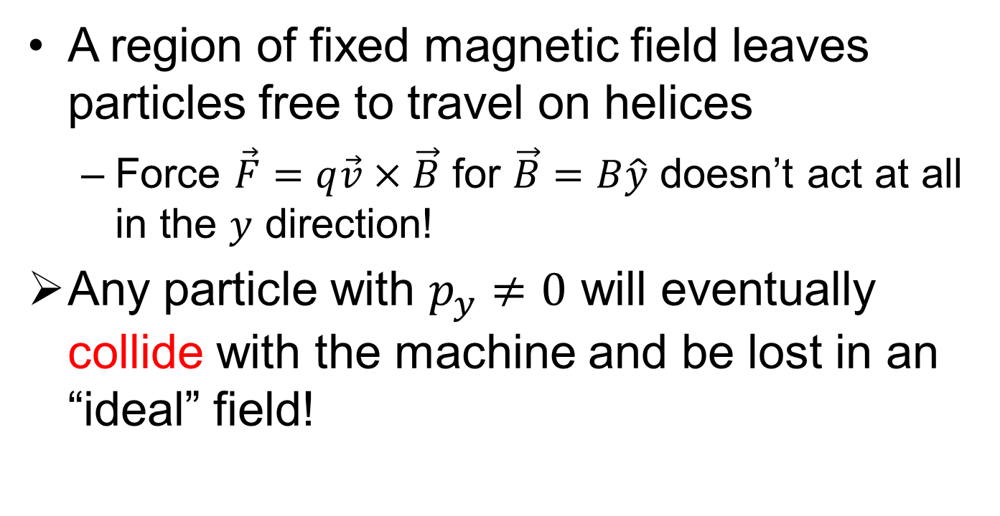 • A region of fixed magnetic field leaves
particles free to travel on helices
– Force $\vec{F} = q\vec{v} \times \vec{B}$ for $\vec{B} = B\hat{y}$ doesn’t act at all
in the $y$ direction!
➢ Any particle with $p_y \neq 0$ will eventually
collide with the machine and be lost in an
“ideal” field!